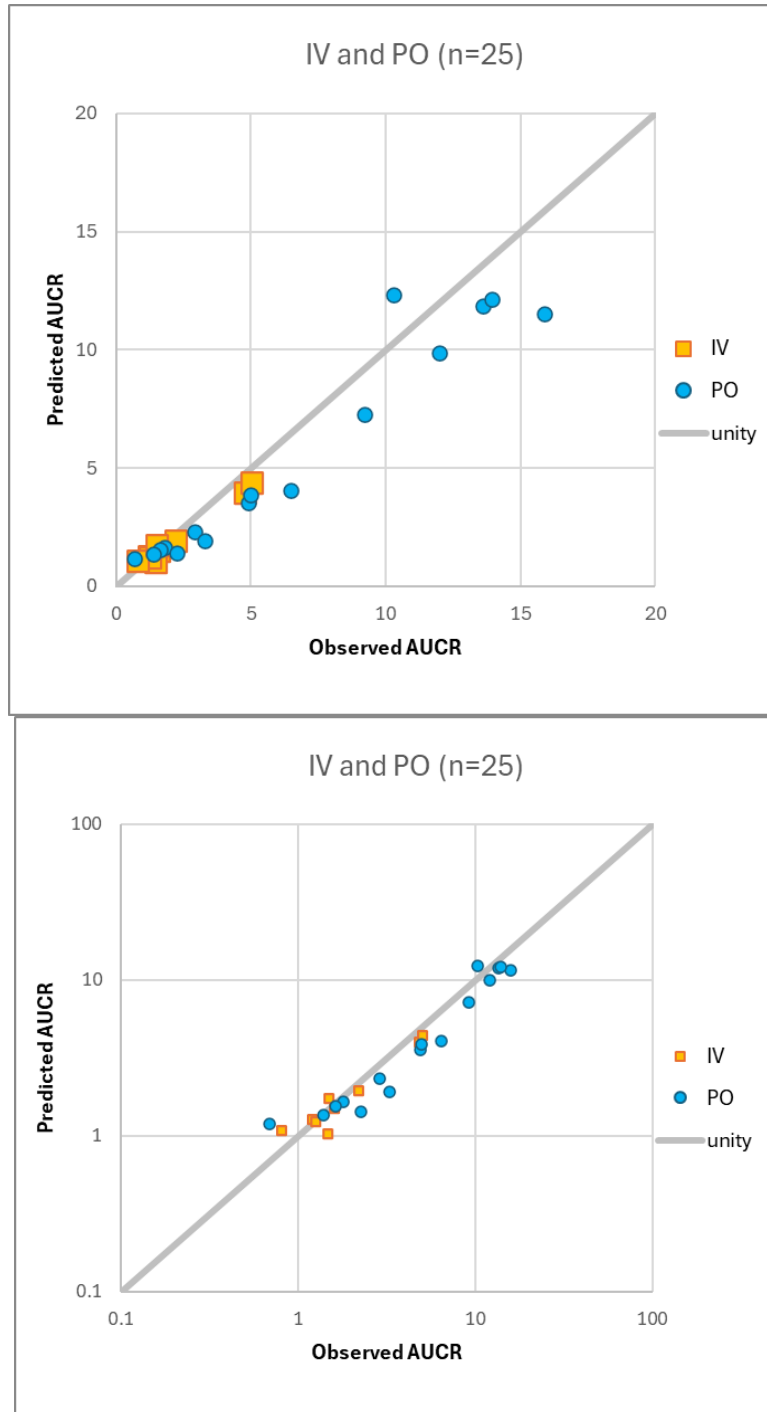 IV and PO (n=25)
20
15
10
5
0
0 5 10 15 20
Predicted AUCR
Observed AUCR
IV
PO
unity
IV and PO (n=25)
100
10
1
0.1
0.1 1 10 100
Predicted AUCR
Observed AUCR
IV
PO
unity